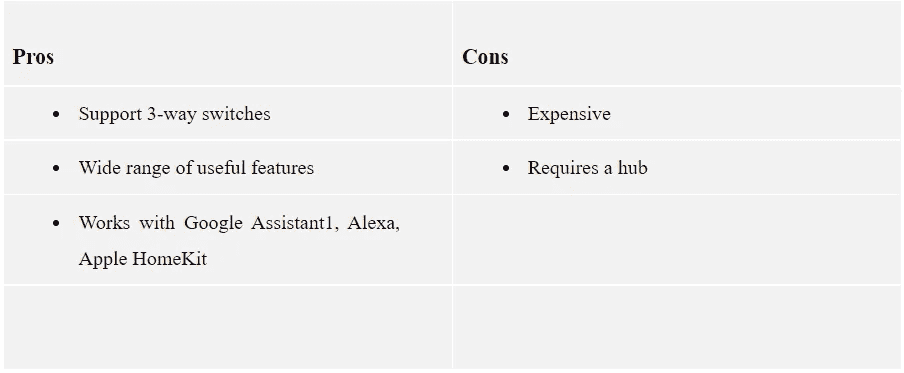 Pros
Cons
• Support 3-way switches
• Expensive
• Wide range of useful features
• Requires a hub
• Works with Google Assistant1, Alexa,
Apple HomeKit